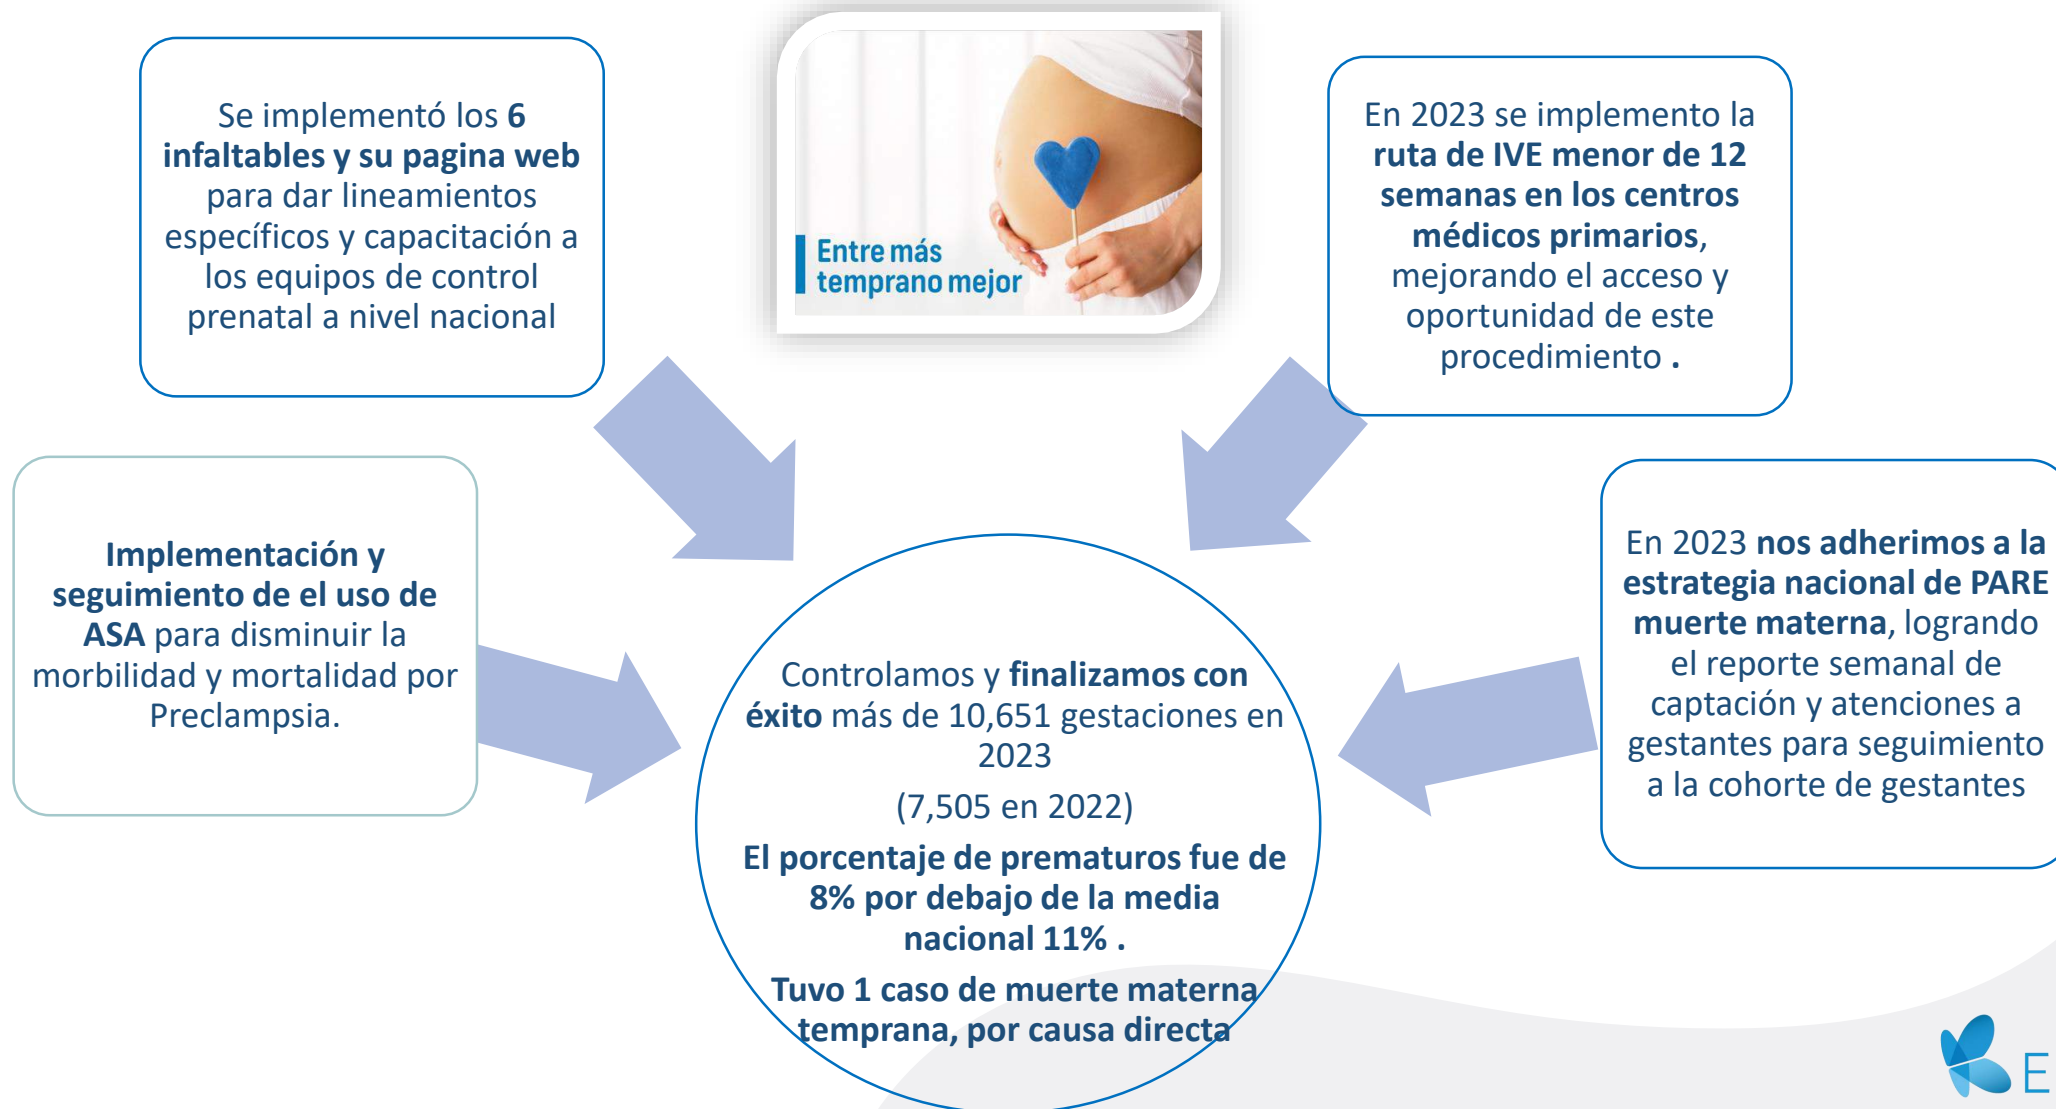 Se implementó los 6
infaltables y su pagina web
para dar lineamientos
específicos y capacitación a
los equipos de control
prenatal a nivel nacional
Entre más
temprano mejor
En 2023 se implemento la
ruta de IVE menor de 12
semanas en los centros
médicos primarios,
mejorando el acceso y
oportunidad de este
procedimiento .
Implementación y
seguimiento de el uso de
ASA para disminuir la
morbilidad y mortalidad por
Preclampsia.
En 2023 nos adherimos a la
estrategia nacional de PARE
muerte materna, logrando
el reporte semanal de
captación y atenciones a
gestantes para seguimiento
a la cohorte de gestantes
Controlamos y finalizamos con
éxito más de 10,651 gestaciones en
2023
(7,505 en 2022)
El porcentaje de prematuros fue de
8% por debajo de la media
nacional 11% .
Tuvo 1 caso de muerte materna
temprana, por causa directa
E